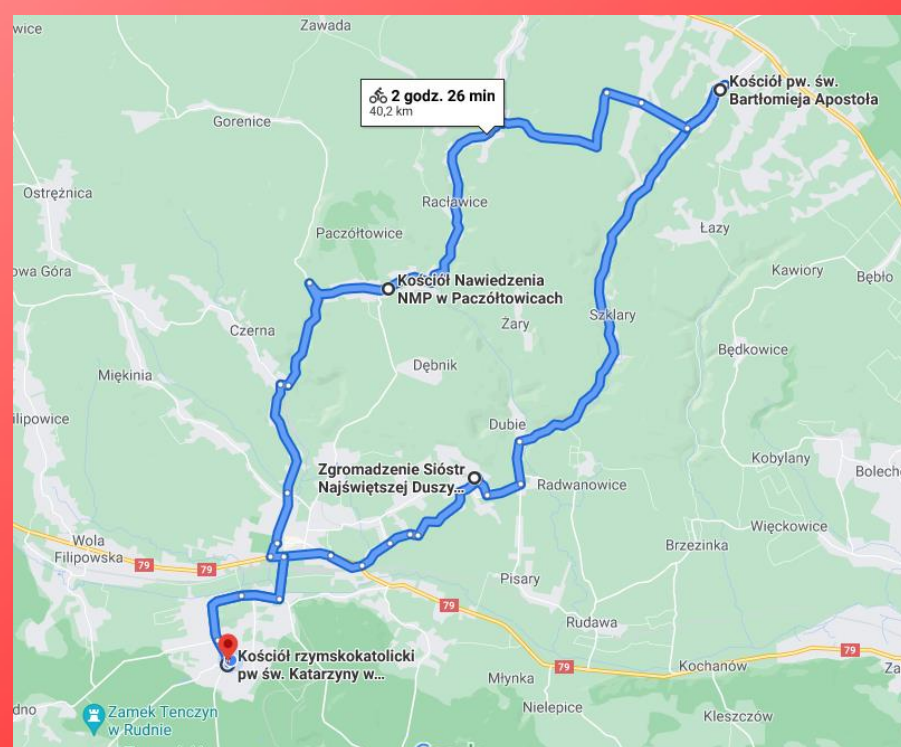 wice
Zawada
Kościół pw. św.
Bartłomieja Apostoła
2 godz. 26 min
40,2 km
Gorenice
Ostrężnica
Racławice
Paczółtowice
Łazy
owa Góra
Kawiory
Bębło
Kościół Nawiedzenia
NMP w Paczółtowicach
Szklary
Żary
Czerna
Będkowice
Dębnik
Miękinia
ilipowice
Dubie
Kobylany
Zgromadzenie Sióstr
Najświętszej Duszy...
Bolech
Radwanowice
Więckowice
Wola
Filipowska
Brzezinka
79
79
Pisary
79
Rudawa
79
Kościół rzymskokatolicki
pw św. Katarzyny w...
79
Kochanów
Za
Młynka
dno
Zamek Tenczyn
w Rudnie
Nielepice
Kleszczów